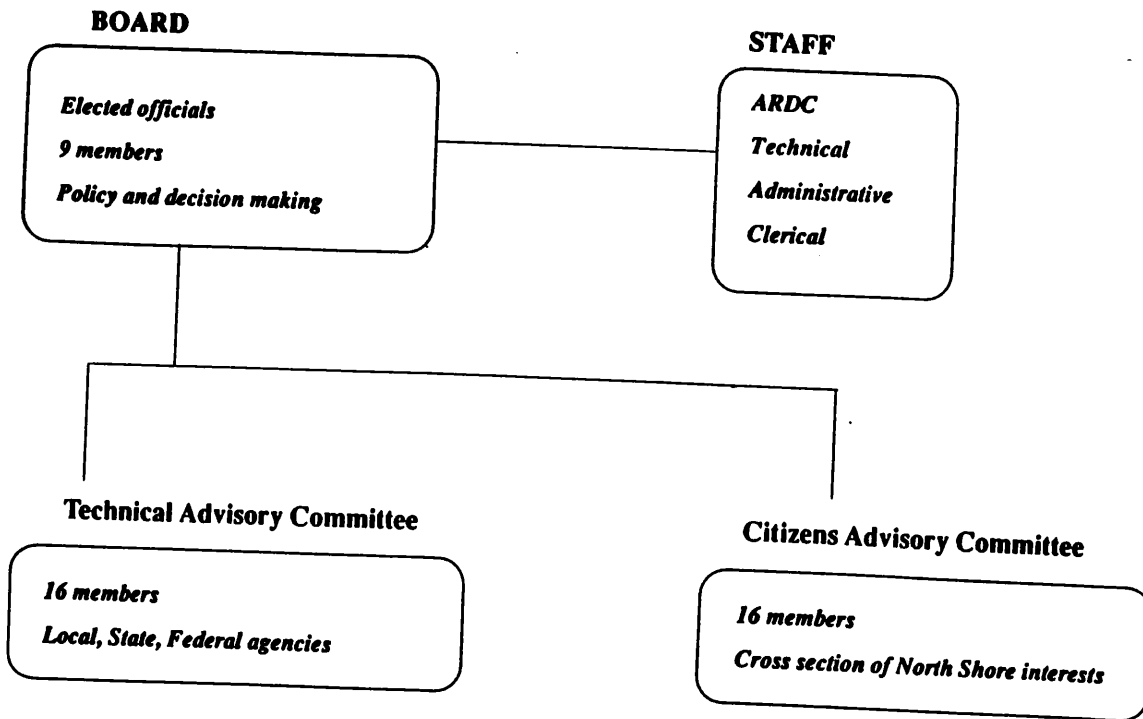 BOARD
Elected officials
9 members
Policy and decision making
STAFF
ARDC
Technical
Administrative
Clerical
Technical Advisory Committee
16 members
Local, State, Federal agencies
Citizens Advisory Committee
16 members
Cross section of North Shore interests